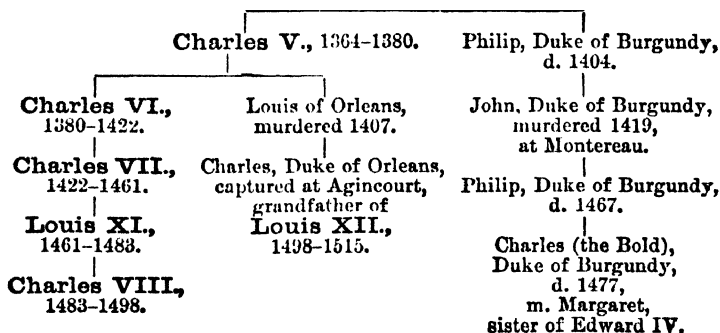 Charles V., 1364-1380.
Philip, Duke of Burgundy,
d. 1404.
Charles VI.,
1380-1422.
Louis of Orleans,
murdered 1407.
John, Duke of Burgundy,
murdered 1419,
at Montereau.
Charles VII.,
1422-1461.
Charles, Duke of Orleans,
captured at Agincourt,
grandfather of
Louis XII.,
1498-1515.
Philip, Duke of Burgundy,
d. 1467.
Louis XI.,
1461-1483.
Charles (the Bold),
Duke of Burgundy,
d. 1477,
m. Margaret,
sister of Edward IV.
Charles VIII.,
1483-1498.